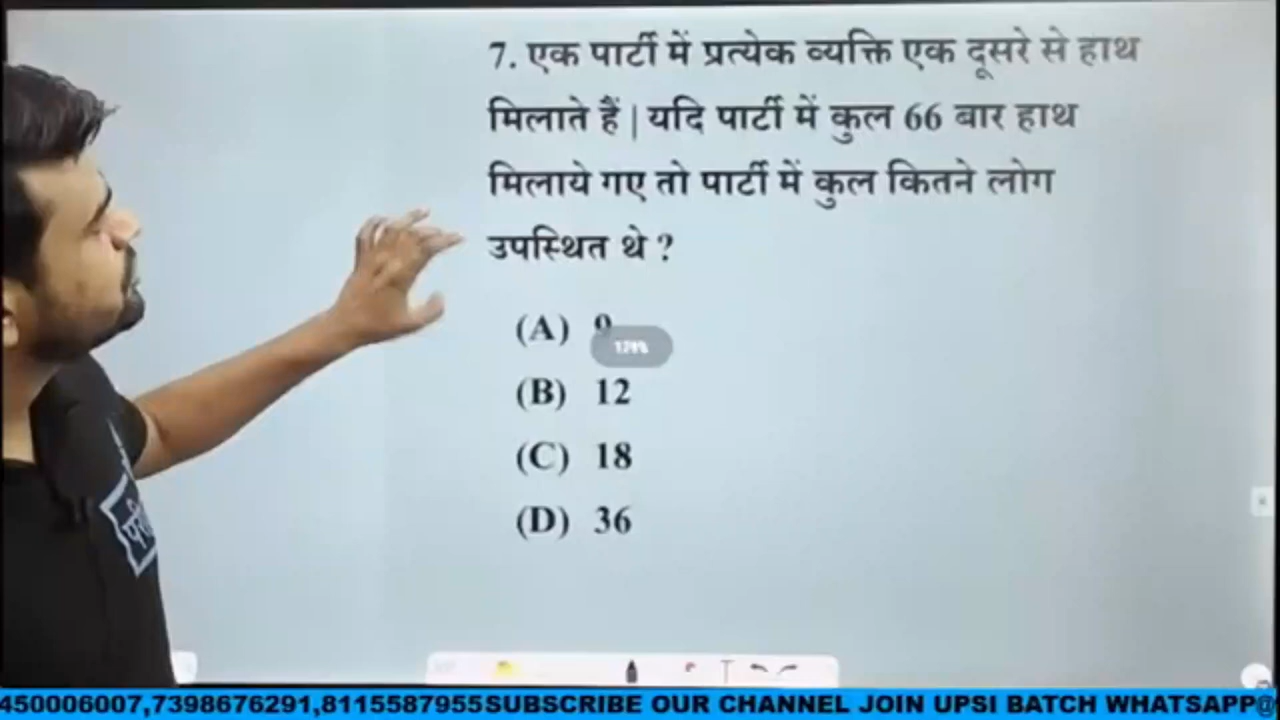 7. एक पार्टी में प्रत्येक व्यक्ति एक दूसरे से हाथ
मिलाते हैं | यदि पार्टी में कुल 66 बार हाथ
मिलाये गए तो पार्टी में कुल कितने लोग
उपस्थित थे ?
(A) 9
(B) 12
(C) 18
(D) 36
450006007,7398676291,8115587955SUBSCRIBE OUR CHANNEL JOIN UPSI BATCH WHATSAPP@